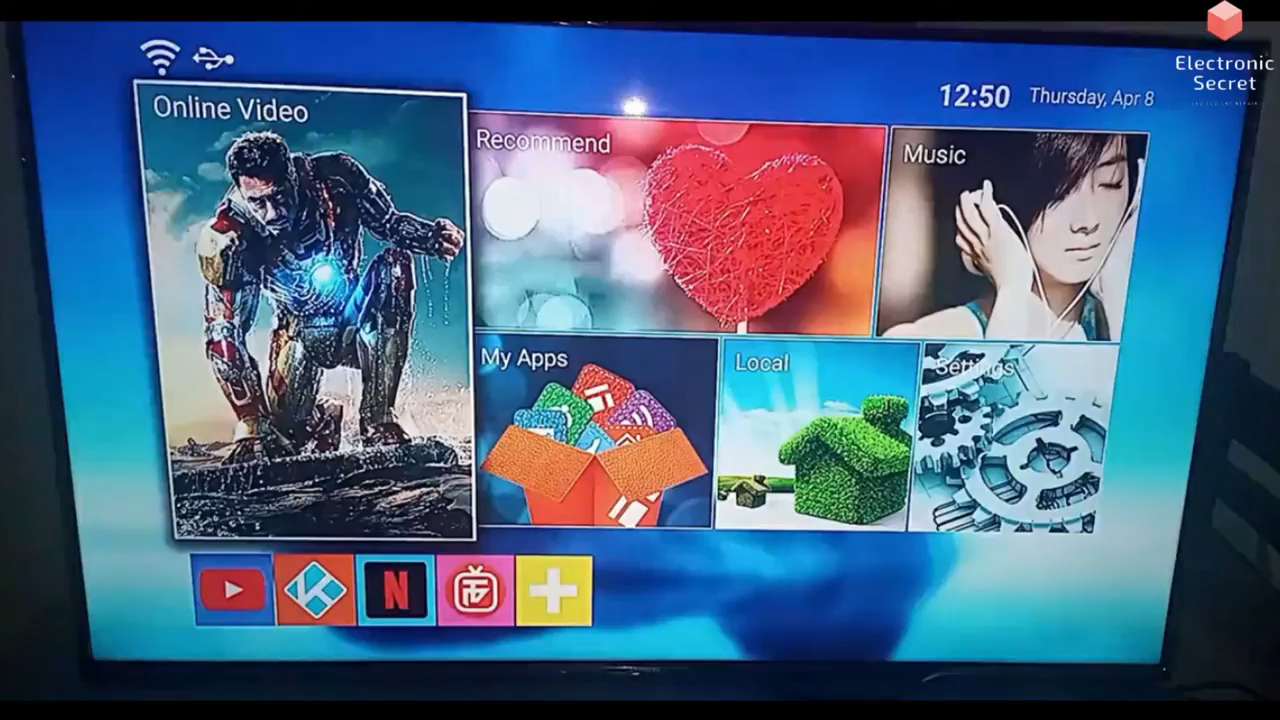 Electronic
Secret
12:50 Thursday, Apr 8
Online Video
Recommend
Music
My Apps
Local
Settings
N